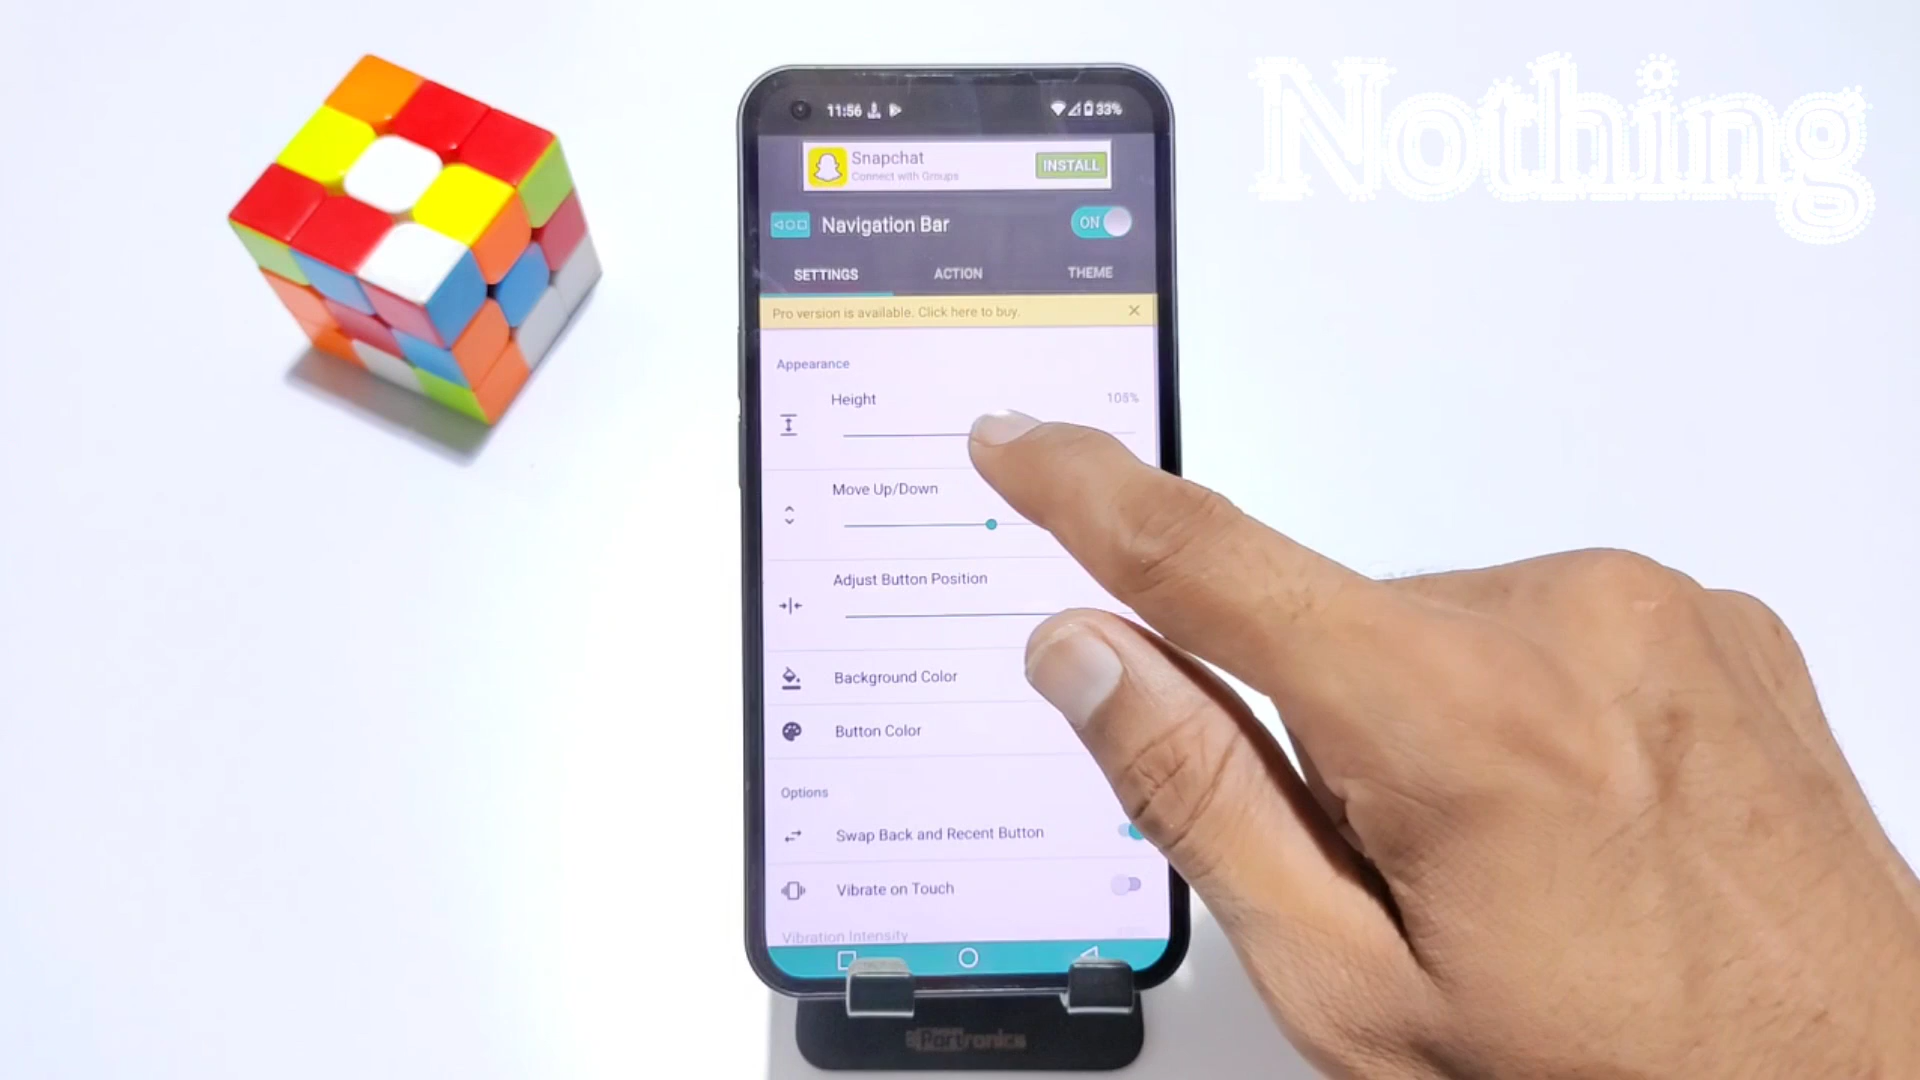 Nothing
11:56
33%
Snapchat
Connect with Groups
INSTALL
Navigation Bar
ON
SETTINGS
ACTION
THEME
Pro version is available. Click here to buy.
Appearance
Height
105%
Move Up/Down
Adjust Button Position
Background Color
Button Color
Options
Swap Back and Recent Button
Vibrate on Touch
Vibration Intensity
Portronics